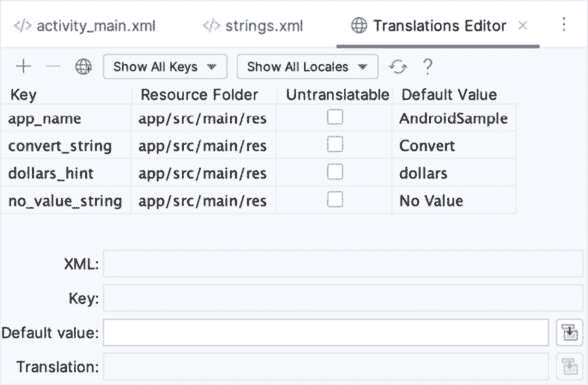 activity_main.xml strings.xml Translations Editor
Show All Keys Show All Locales ?
Key Resource Folder Untranslatable Default Value
app_name app/src/main/res AndroidSample
convert_string app/src/main/res Convert
dollars_hint app/src/main/res dollars
no_value_string app/src/main/res No Value
XML:
Key:
Default value:
Translation: